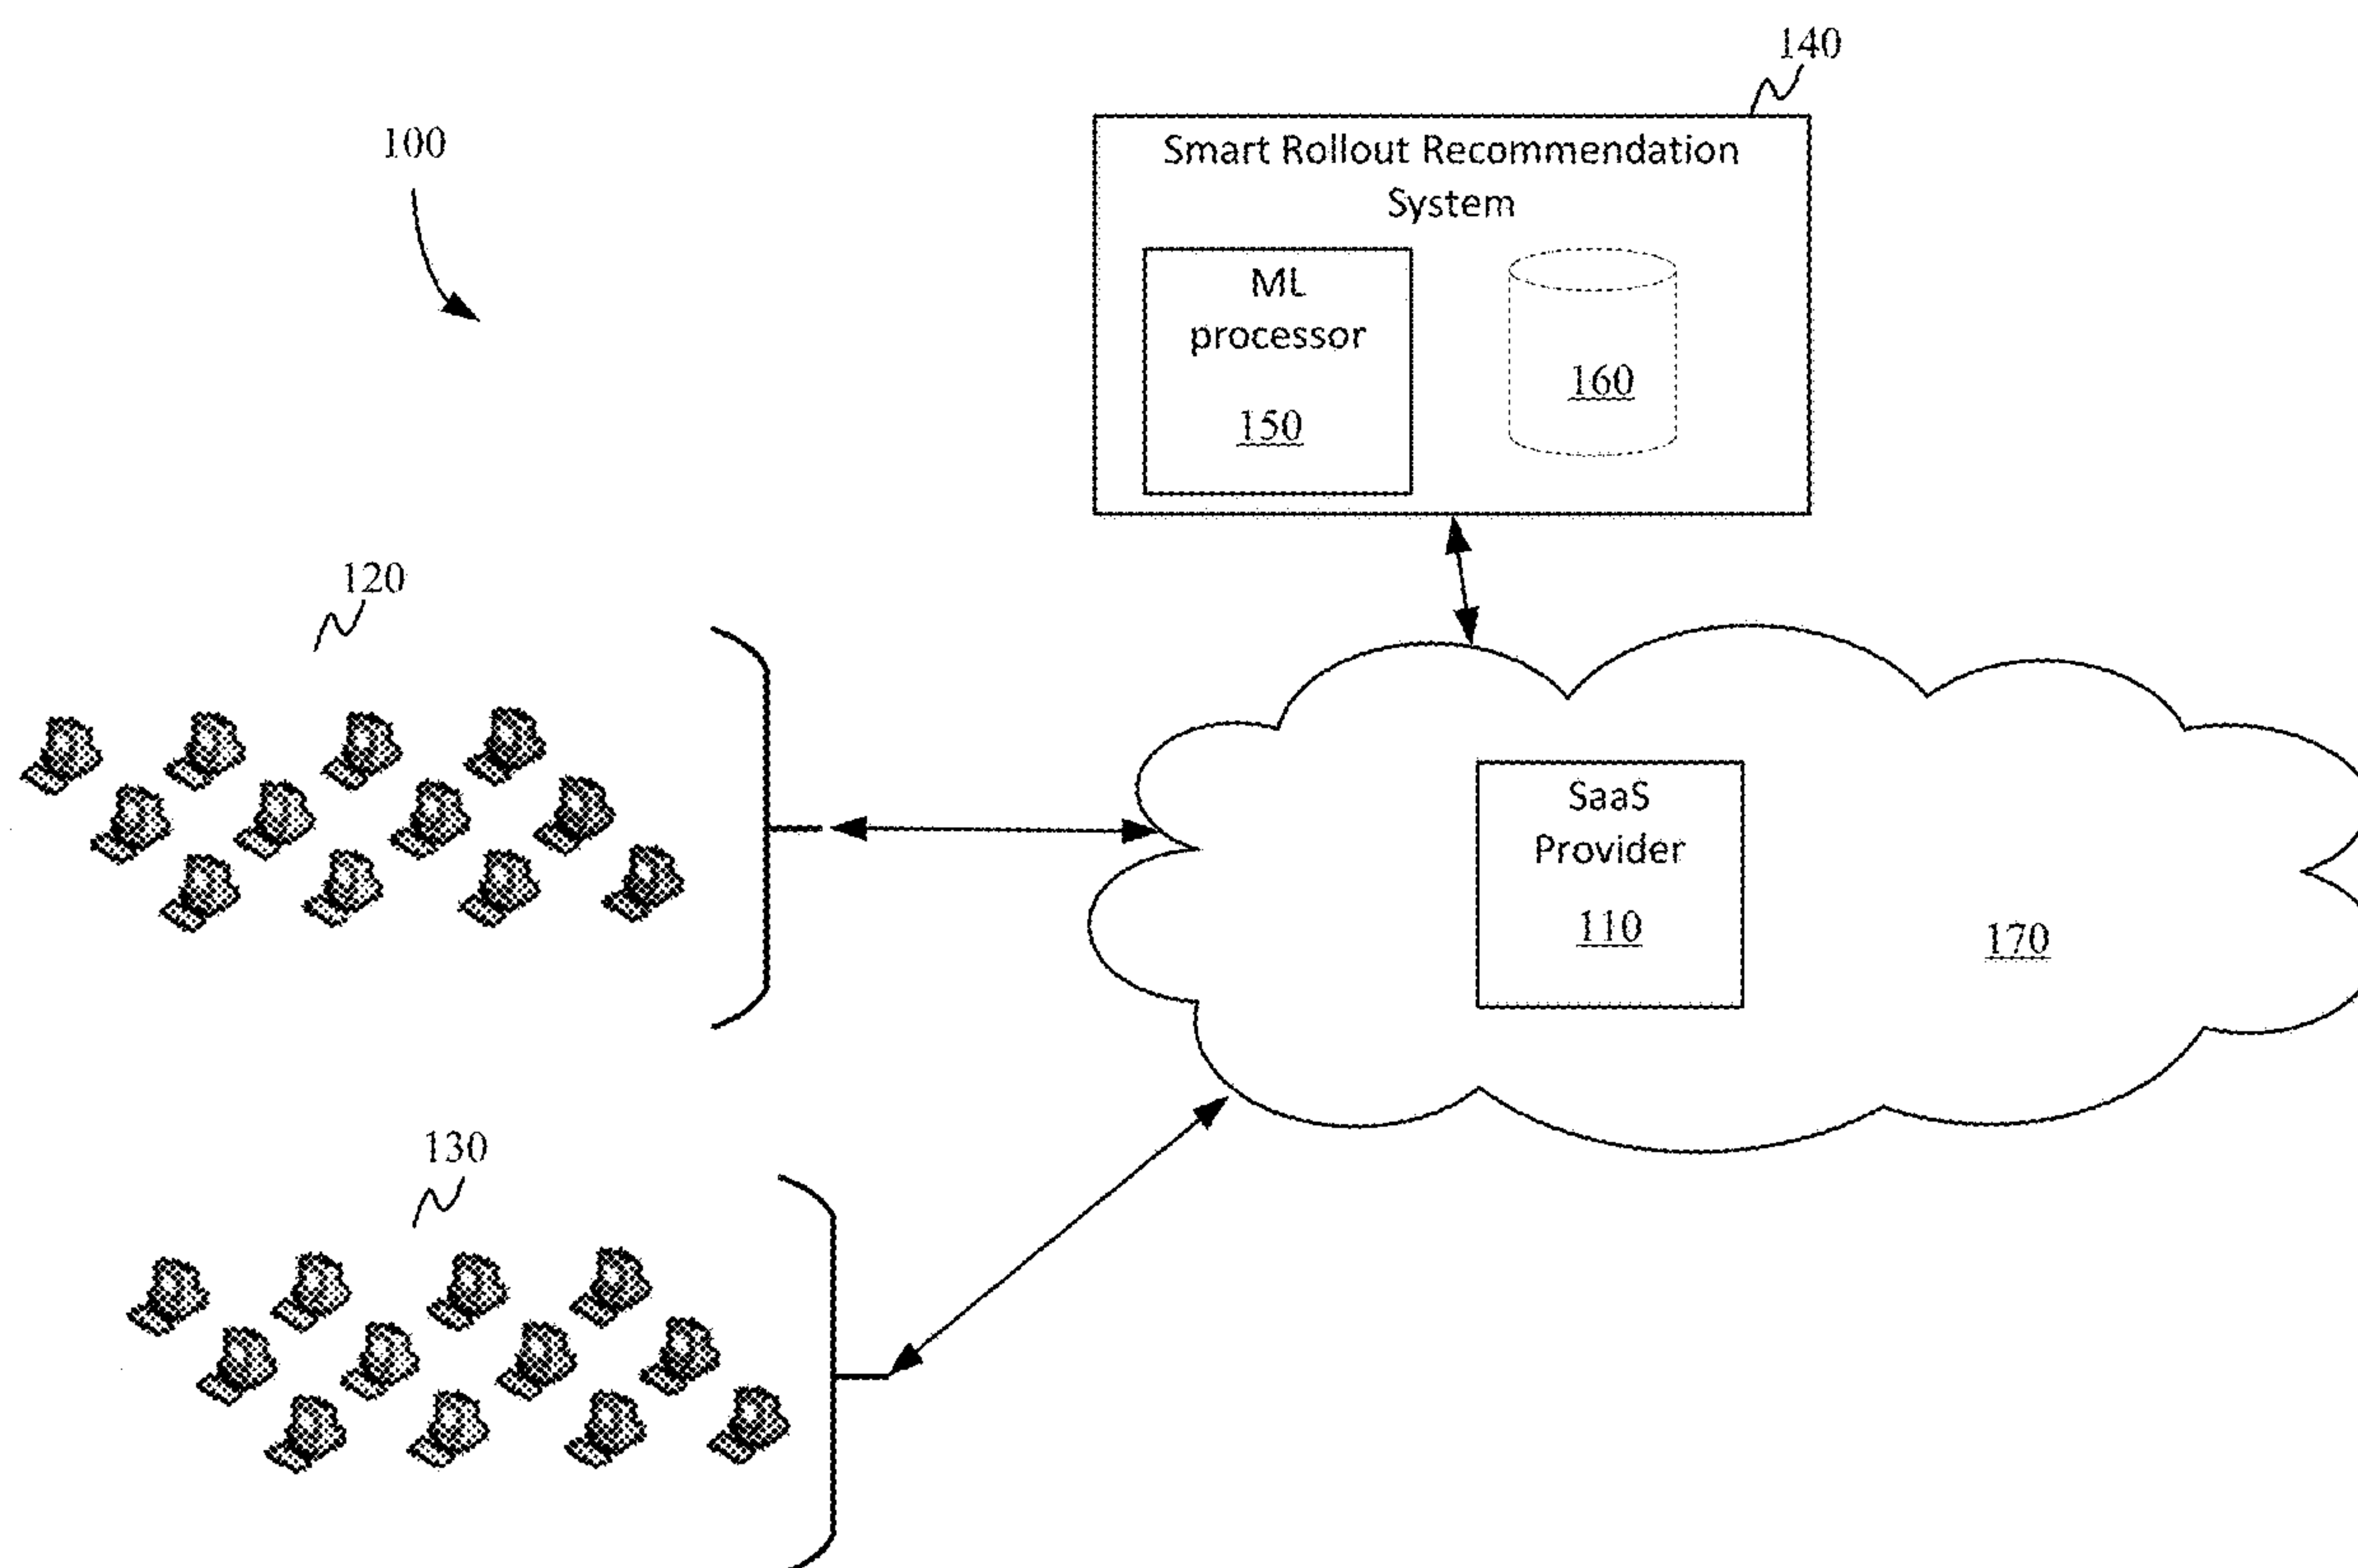 140
100
Smart Rollout Recommendation
System
ML
processor
160
150
120
SaaS
Provider
110
170
130